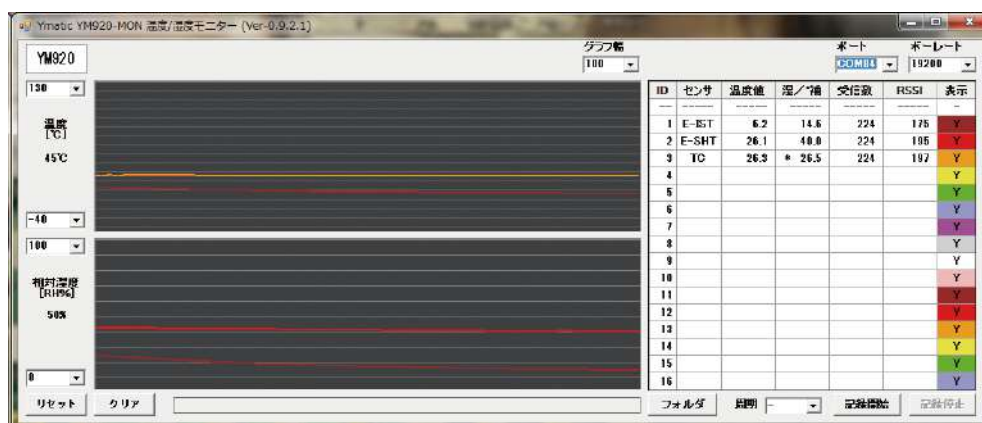 Ymatic YM920-MON 温度/湿度モニター (Ver-0.9.2.1)
YM920
グラフ幅
100
ポート
COM84
ボーレート
19200
130
温度
[℃]
45℃
-40
100
相対湿度
[RH%]
50%
0
ID センサ 温度値 湿/*補 受信数 RSSI 表示
--- ----- ----- ----- ----- ----- -
1 E-IST 6.2 14.6 224 175 Y
2 E-SHT 26.1 40.0 224 195 Y
3 TC 26.3 * 26.5 224 197 Y
4 Y
5 Y
6 Y
7 Y
8 Y
9 Y
10 Y
11 Y
12 Y
13 Y
14 Y
15 Y
16 Y
リセット クリア フォルダ 周期 - 記録開始 記録停止